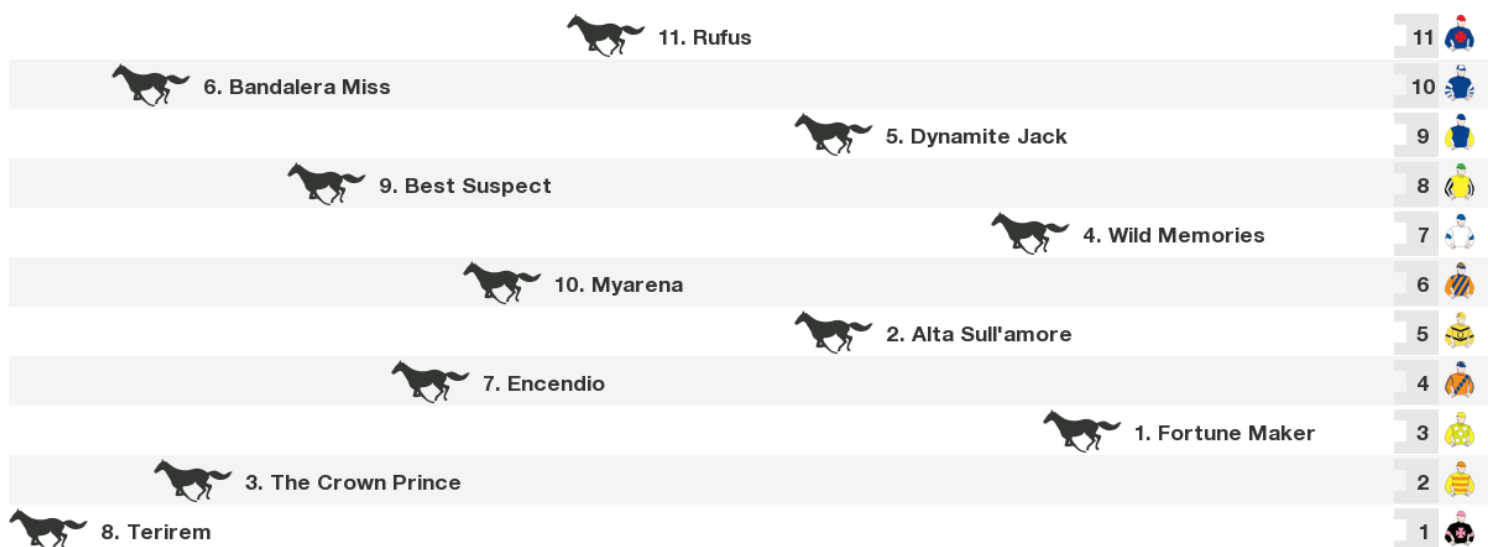 11. Rufus 11
6. Bandalera Miss 10
5. Dynamite Jack 9
9. Best Suspect 8
4. Wild Memories 7
10. Myarena 6
2. Alta Sull'amore 5
7. Encendio 4
1. Fortune Maker 3
3. The Crown Prince 2
8. Terirem 1